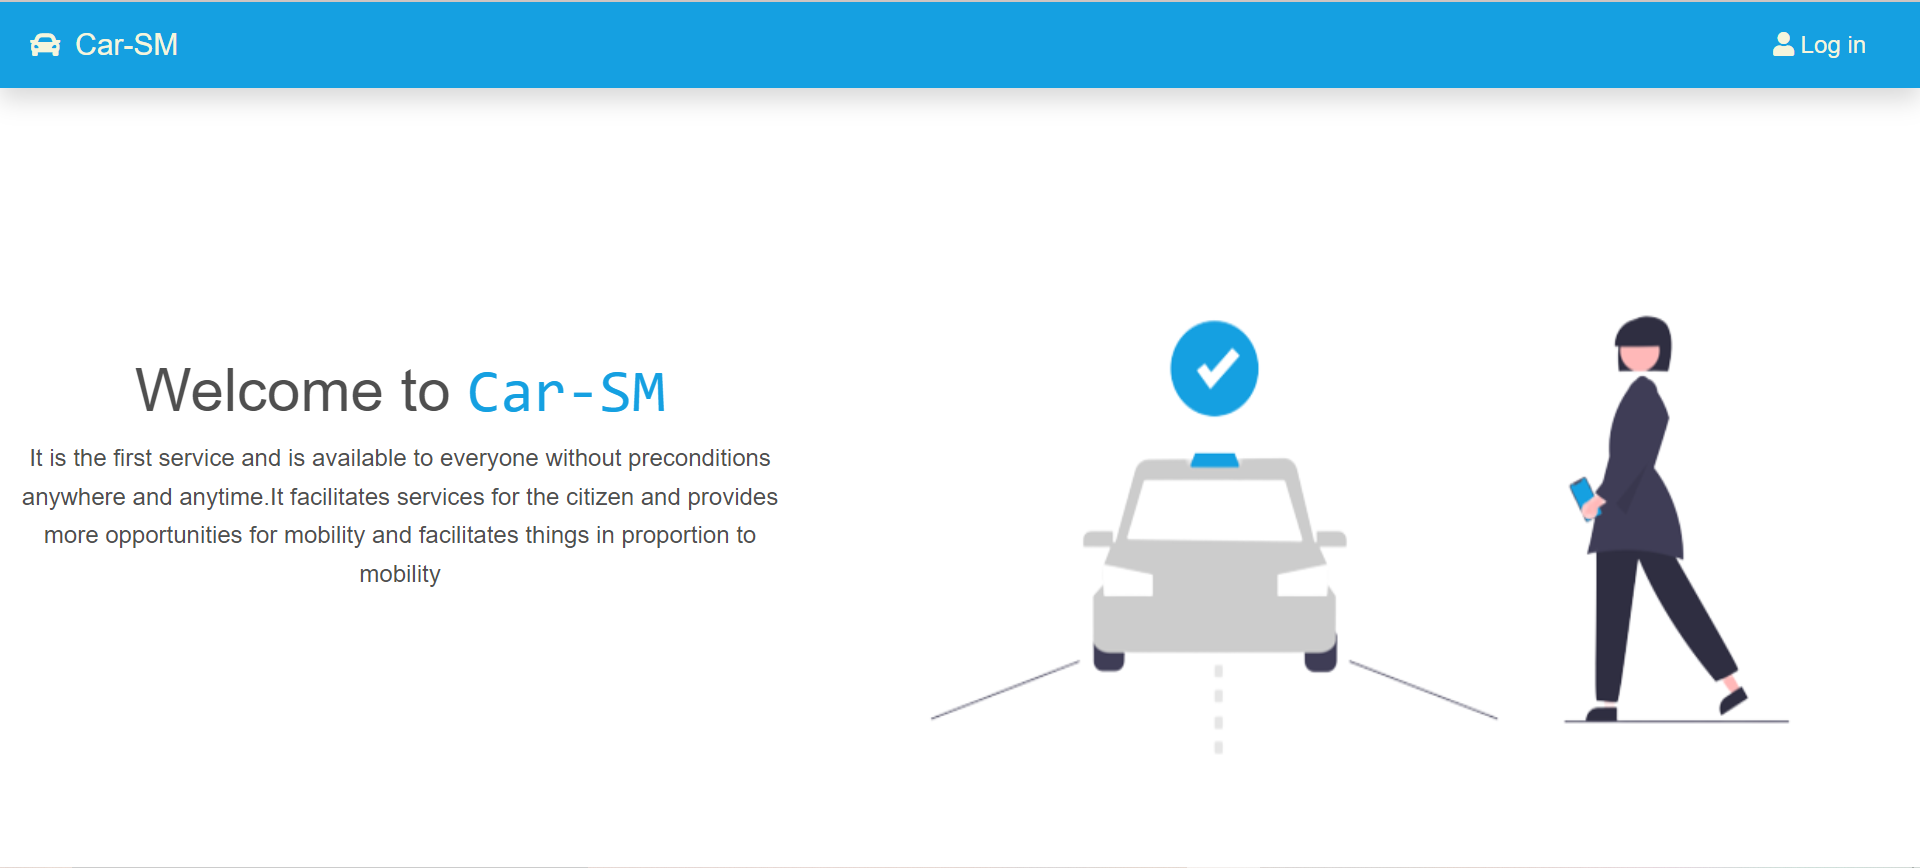 Car-SM
Log in
Welcome to Car-SM
It is the first service and is available to everyone without preconditions
anywhere and anytime.It facilitates services for the citizen and provides
more opportunities for mobility and facilitates things in proportion to
mobility